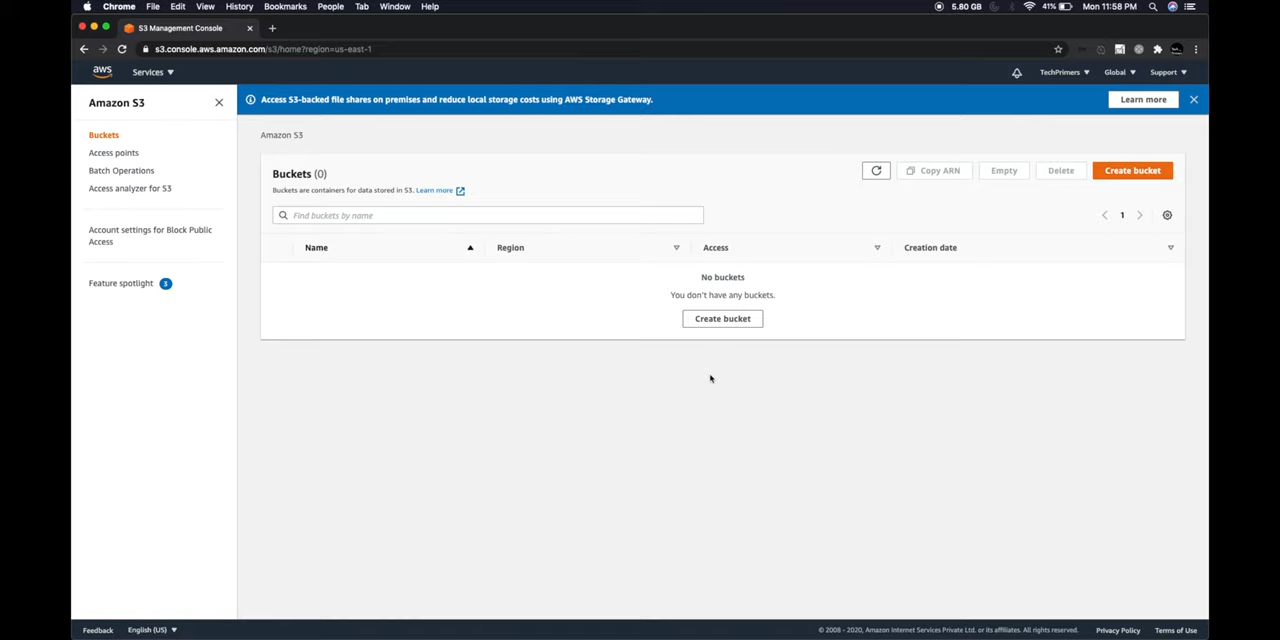 Chrome File Edit View History Bookmarks People Tab Window Help 5.80 GB 41% Mon 11:58 PM
S3 Management Console
s3.console.aws.amazon.com/s3/home?region=us-east-1
aws Services TechPrimers Global Support
Amazon S3
Buckets
Access points
Batch Operations
Access analyzer for S3
Account settings for Block Public
Access
Feature spotlight 3
Access S3-backed file shares on premises and reduce local storage costs using AWS Storage Gateway. Learn more
Amazon S3
Buckets (0) Copy ARN Empty Delete Create bucket
Buckets are containers for data stored in S3. Learn more
Find buckets by name 1
Name Region Access Creation date
No buckets
You don't have any buckets.
Create bucket
Feedback English (US) © 2008 - 2020, Amazon Internet Services Private Ltd. or its affiliates. All rights reserved. Privacy Policy Terms of Use